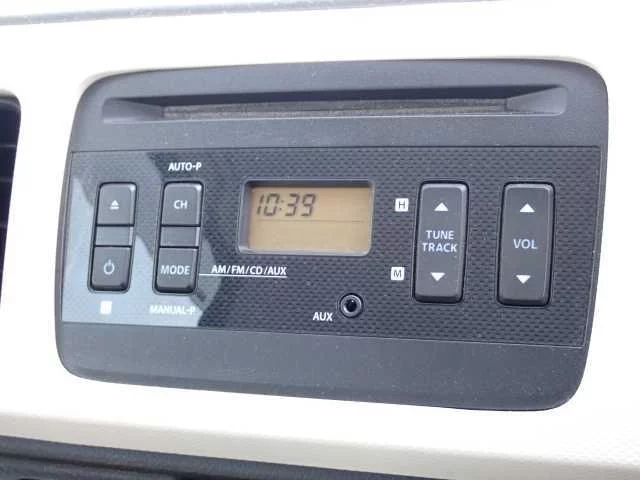 AUTO-P
CH
10:39
H
TUNE
TRACK
VOL
MODE
AM/FM/CD/AUX
M
MANUAL-P
AUX